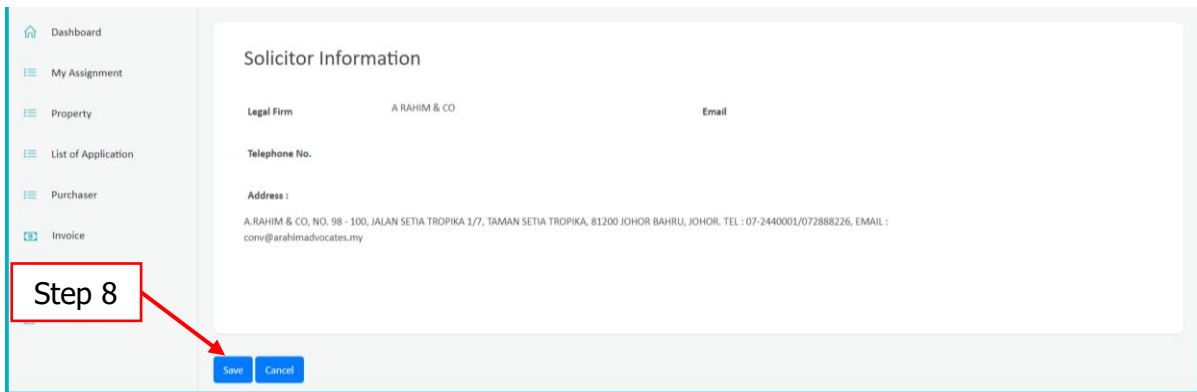 Dashboard
My Assignment
Property
List of Application
Purchaser
Invoice
Solicitor Information
Legal Firm A RAHIM & CO Email
Telephone No.
Address :
A.RAHIM & CO, NO. 98 - 100, JALAN SETIA TROPIKA 1/7, TAMAN SETIA TROPIKA, 81200 JOHOR BAHRU, JOHOR. TEL : 07-2440001/072888226, EMAIL :
conv@arahimadvocates.my
Step 8
Save Cancel